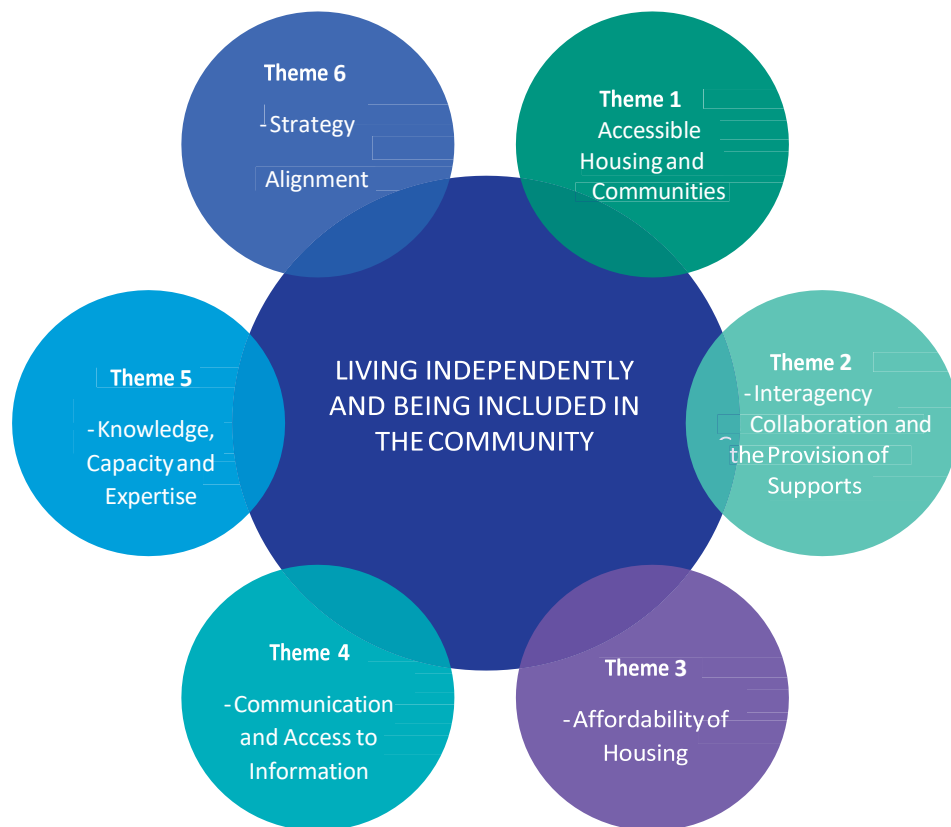 Theme 6
- Strategy
Alignment
Theme 1
Accessible
Housing and
Communities
LIVING INDEPENDENTLY
AND BEING INCLUDED IN
THE COMMUNITY
Theme 2
- Interagency
Collaboration and
the Provision of
Supports
Theme 5
- Knowledge,
Capacity and
Expertise
Theme 4
- Communication
and Access to
Information
Theme 3
- Affordability of
Housing